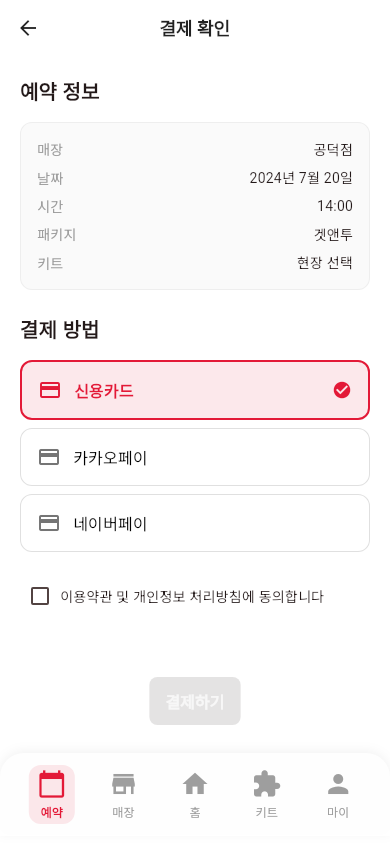 결제 확인
예약 정보
매장 공덕점
날짜 2024년 7월 20일
시간 14:00
패키지 겟앤투
키트 현장 선택
결제 방법
신용카드
카카오페이
네이버페이
이용약관 및 개인정보 처리방침에 동의합니다
결제하기
예약 매장 홈 키트 마이